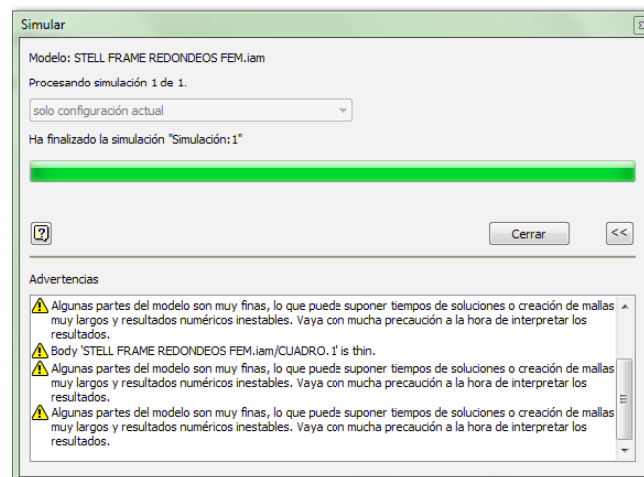 Simular
Modelo: STELL FRAME REDONDEOS FEM.iam
Procesando simulación 1 de 1.
solo configuración actual
Ha finalizado la simulación "Simulación:1"
Cerrar
<<
Advertencias
Algunas partes del modelo son muy finas, lo que puede suponer tiempos de soluciones o creación de mallas
muy largos y resultados numéricos inestables. Vaya con mucha precaución a la hora de interpretar los
resultados.
Body 'STELL FRAME REDONDEOS FEM.iam/CUADRO.1' is thin.
Algunas partes del modelo son muy finas, lo que puede suponer tiempos de soluciones o creación de mallas
muy largos y resultados numéricos inestables. Vaya con mucha precaución a la hora de interpretar los
resultados.
Algunas partes del modelo son muy finas, lo que puede suponer tiempos de soluciones o creación de mallas
muy largos y resultados numéricos inestables. Vaya con mucha precaución a la hora de interpretar los
resultados.